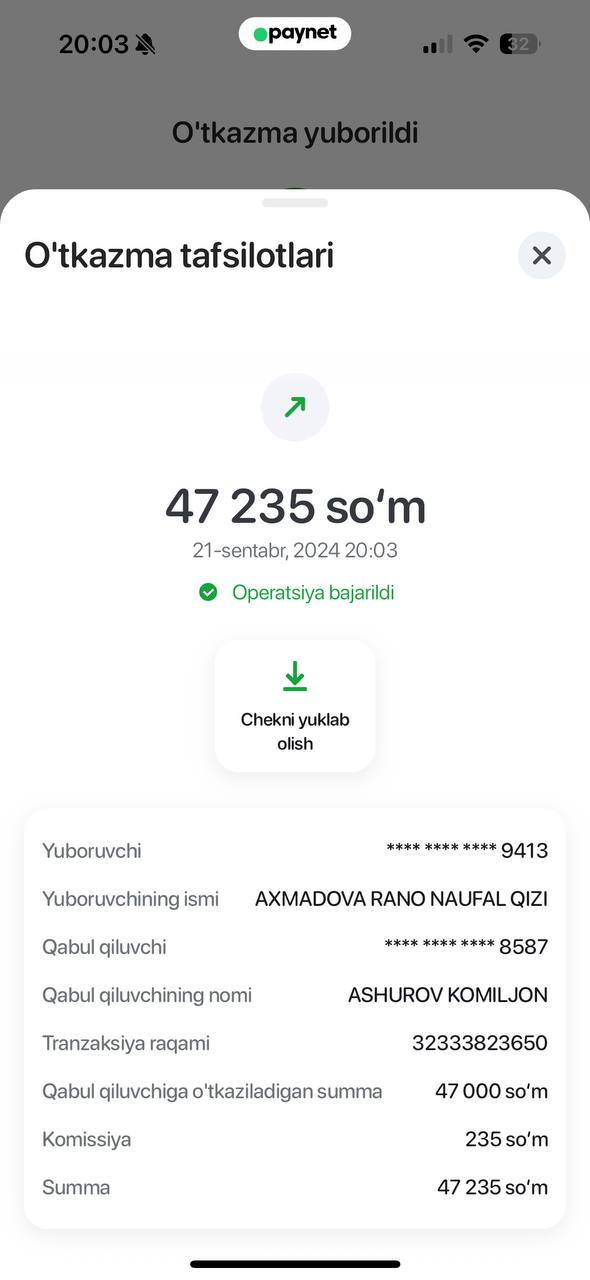 20:03
paynet
32
O'tkazma yuborildi
O'tkazma tafsilotlari
47 235 so‘m
21-sentabr, 2024 20:03
Operatsiya bajarildi
Chekni yuklab
olish
Yuboruvchi **** **** **** 9413
Yuboruvchining ismi AXMADOVA RANO NAUFAL QIZI
Qabul qiluvchi **** **** **** 8587
Qabul qiluvchining nomi ASHUROV KOMILJON
Tranzaksiya raqami 32333823650
Qabul qiluvchiga o'tkaziladigan summa 47 000 so‘m
Komissiya 235 so‘m
Summa 47 235 so‘m